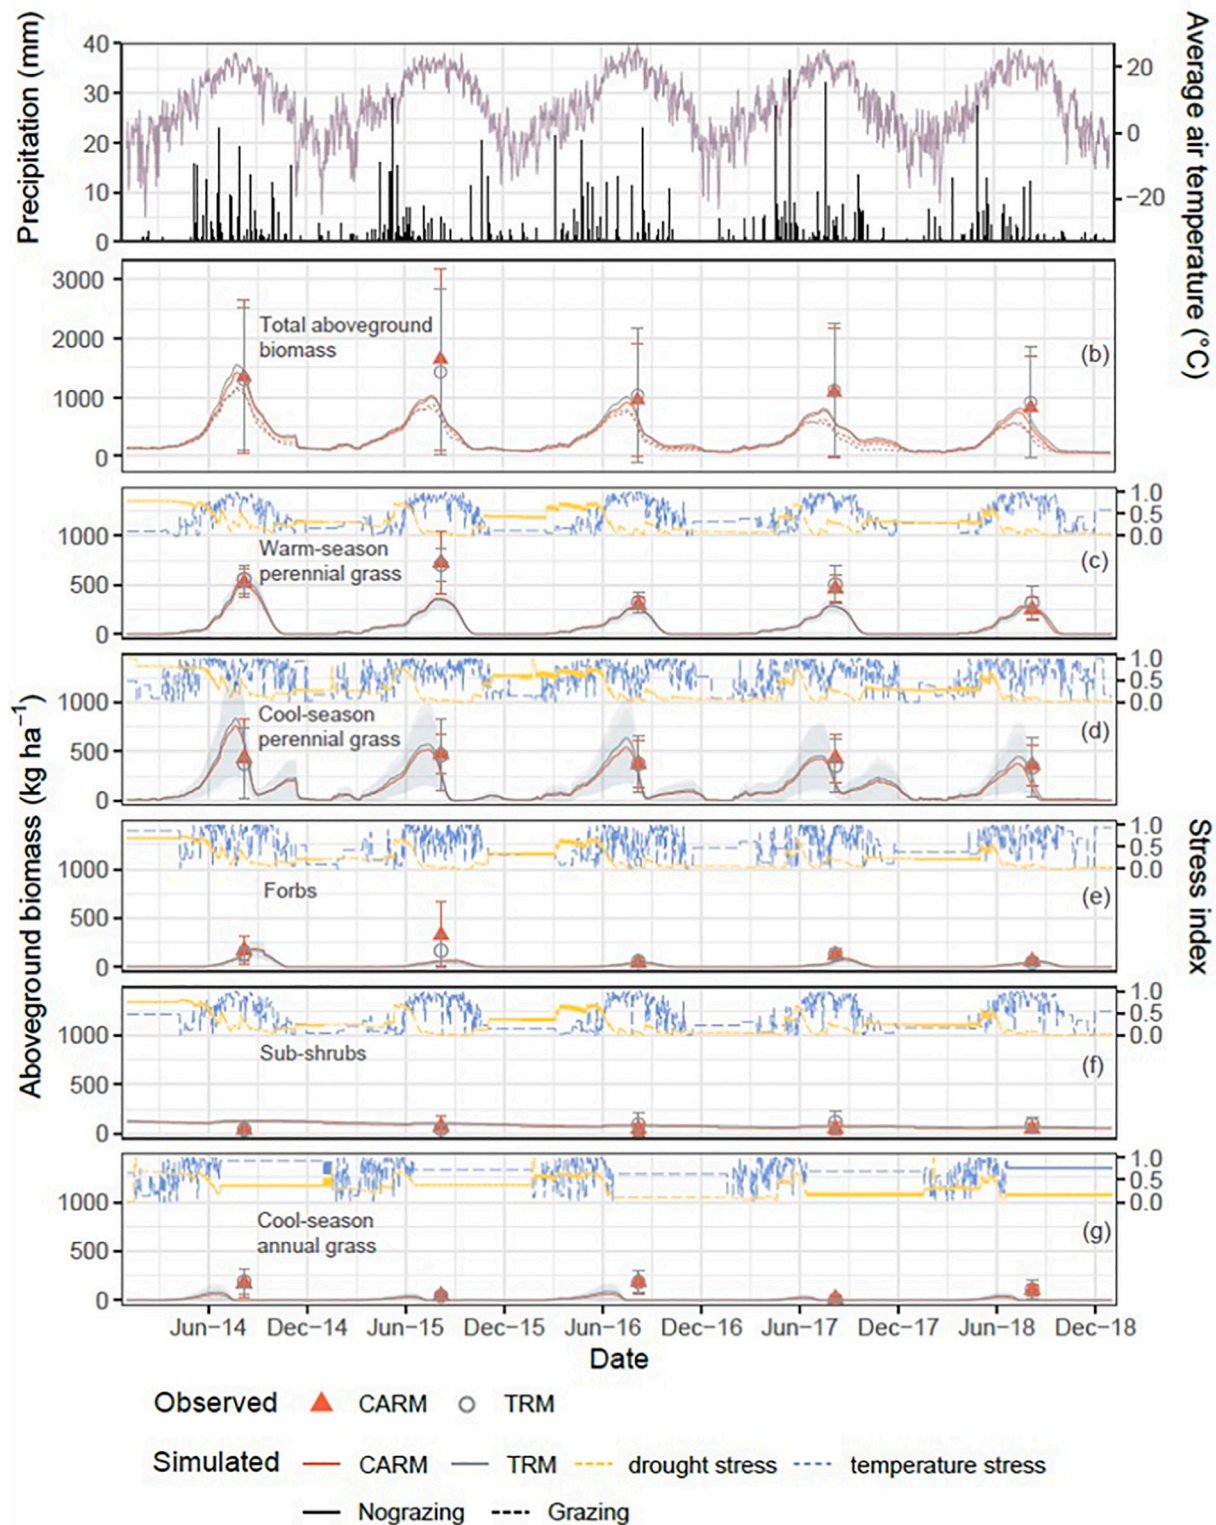 Precipitation (mm)
40
30
20
10
0
20
0
−20
Average air temperature (°C)
3000
2000
1000
0
Total aboveground
biomass
(b)
1000
500
0
Warm-season
perennial grass
1.0
0.5
0.0
(c)
1000
500
0
Cool-season
perennial grass
1.0
0.5
0.0
(d)
Aboveground biomass (kg ha−1)
1000
500
0
Forbs
1.0
0.5
0.0
(e)
Stress index
1000
500
0
Sub-shrubs
1.0
0.5
0.0
(f)
1000
500
0
Cool-season
annual grass
1.0
0.5
0.0
(g)
Jun−14 Dec−14 Jun−15 Dec−15 Jun−16 Dec−16 Jun−17 Dec−17 Jun−18 Dec−18
Date
Observed CARM TRM
Simulated CARM TRM drought stress temperature stress
Nograzing Grazing